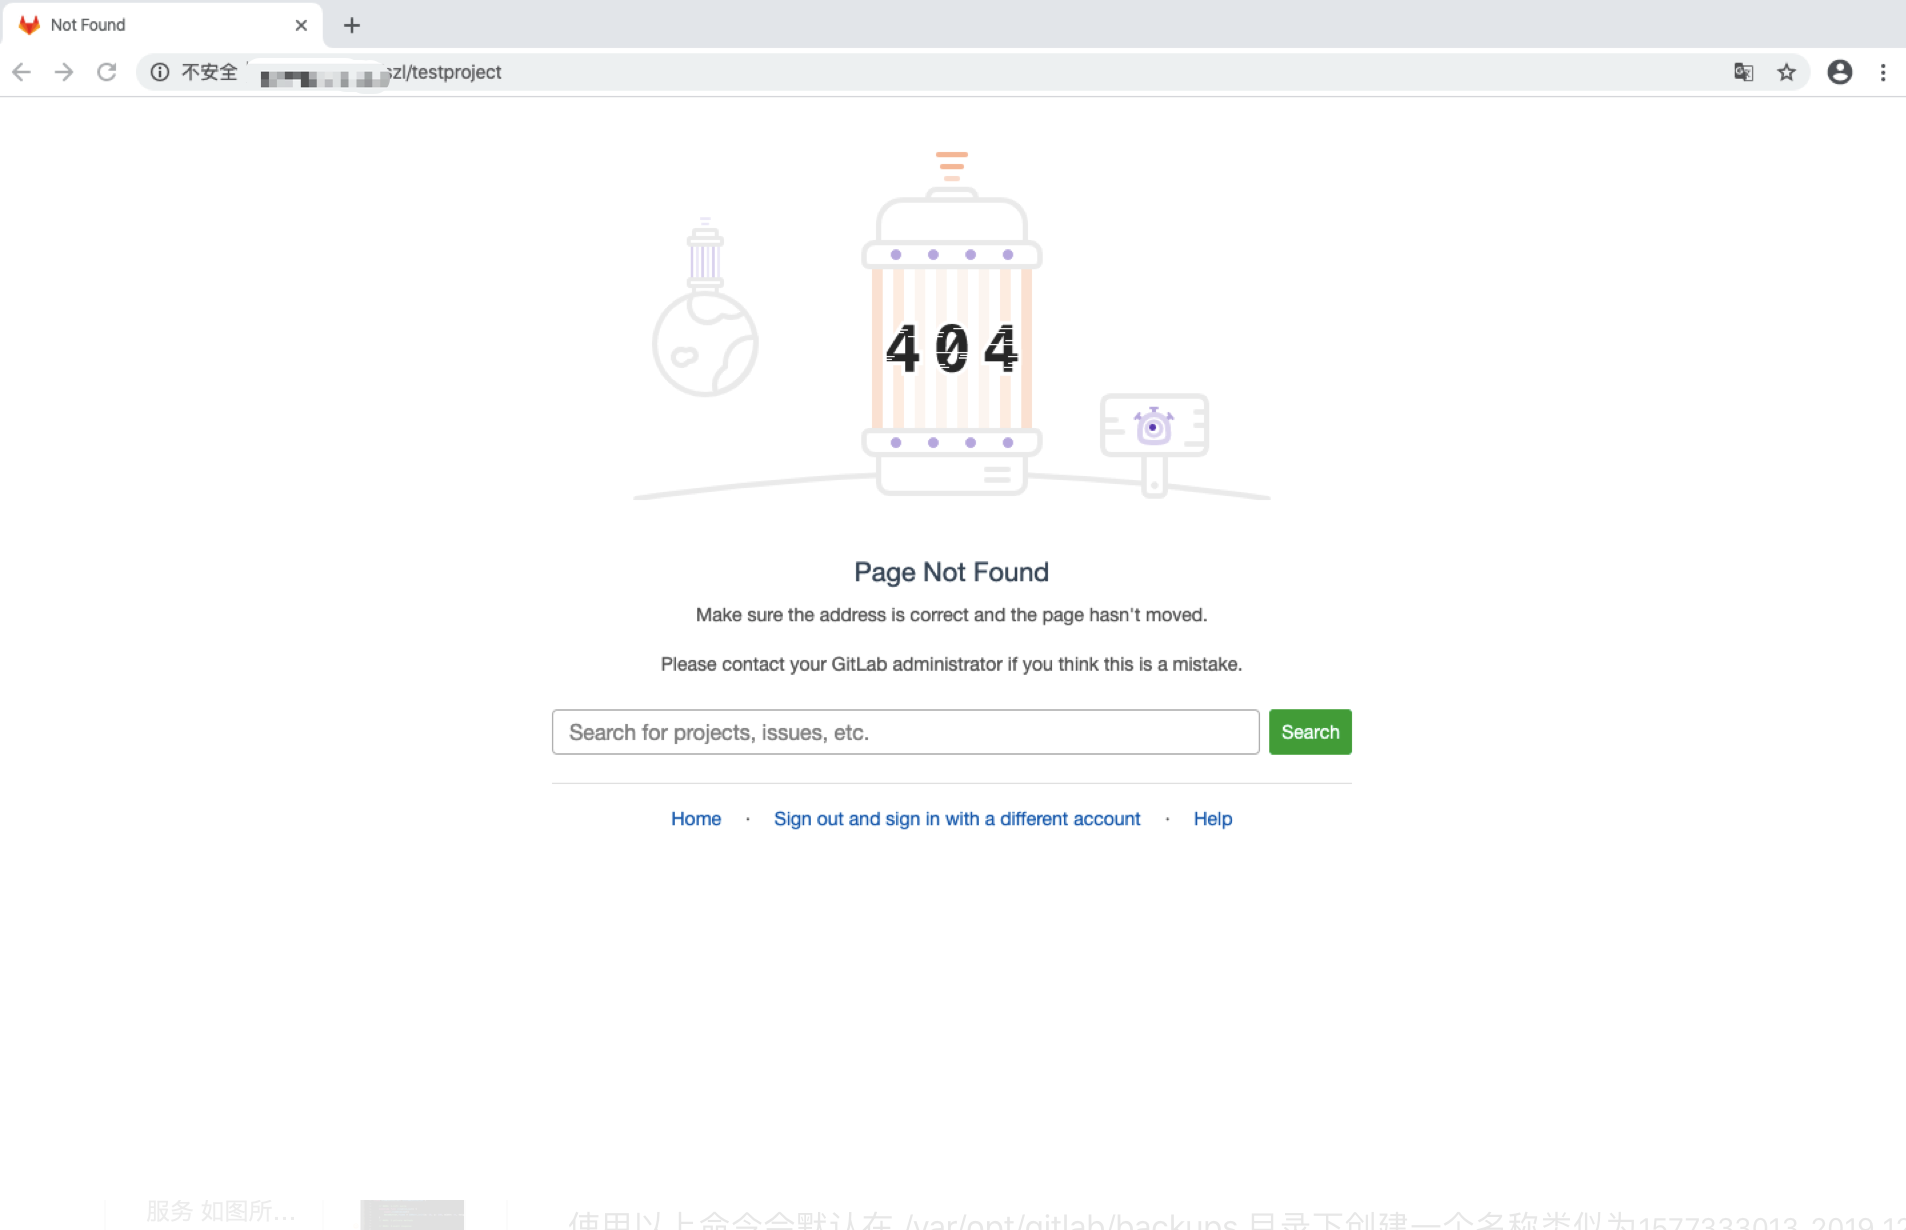 Not Found
不安全 szl/testproject
404
Page Not Found
Make sure the address is correct and the page hasn't moved.
Please contact your GitLab administrator if you think this is a mistake.
Search for projects, issues, etc.
Search
Home · Sign out and sign in with a different account · Help
服务 如图所...
使用以上命令会默认在 /var/opt/gitlab/backups 目录下创建一个名称类似为1577333013_2019_12